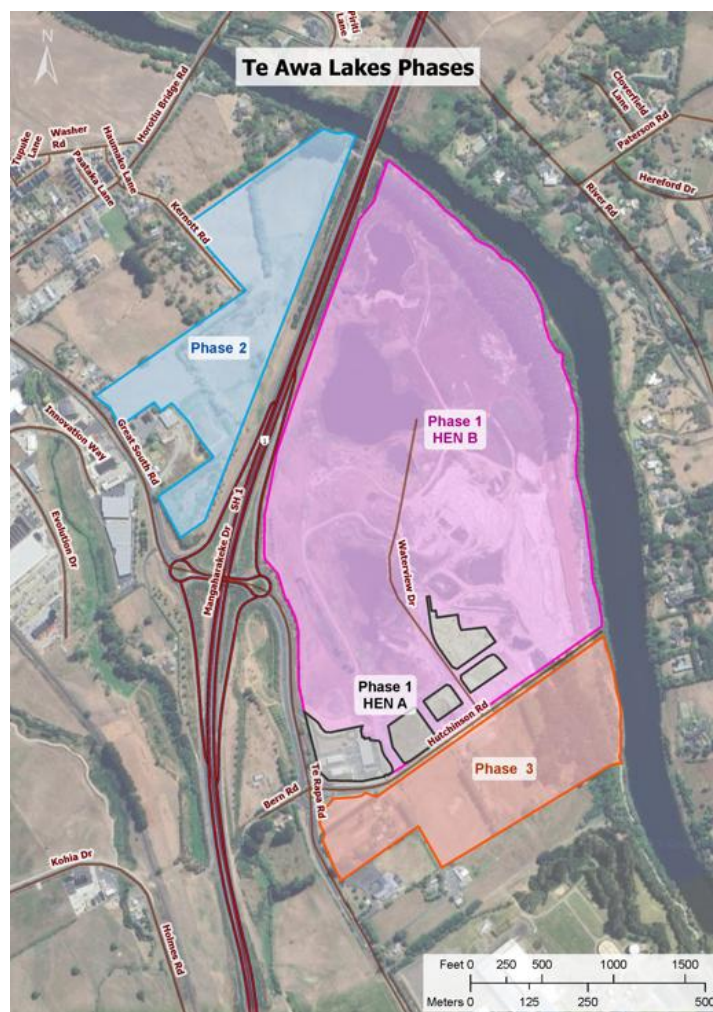 Piriti
Lane
N
Te Awa Lakes Phases
Horotiu Bridge Rd
Cloverfield
Lane
Paterson Rd
Washer
Rd
Tupuke
Lane
Haumako Lane
Paataka Lane
Hereford Dr
River Rd
Kernott Rd
Phase 2
Innovation Way
Great South Rd
Phase 1
HEN B
1
SH 1
Evolution Dr
Mangaharakeke Dr
Waterview Dr
Phase 1
HEN A
Hutchinson Rd
Phase 3
Bern Rd
Te Rapa Rd
Kohia Dr
Holmes Rd
Feet 0 250 500 1000 1500
Meters 0 125 250 500